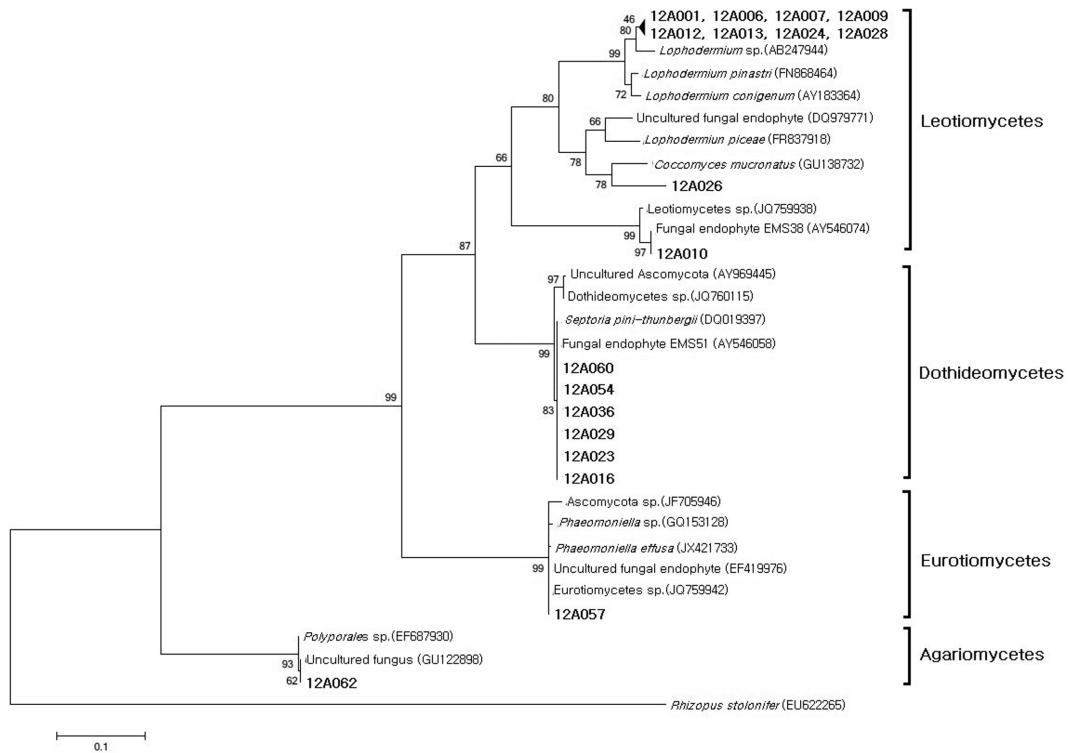 46
12A001, 12A006, 12A007, 12A009
80
12A012, 12A013, 12A024, 12A028
Lophodermium sp.(AB247944)
99
Lophodermium pinastri (FN868464)
72
Lophodermium conigenum (AY183364)
80
Leotiomycetes
66
Uncultured fungal endophyte (DQ979771)
Lophodermiun piceae (FR837918)
78
66
Coccomyces mucronatus (GU138732)
78
12A026
Leotiomycetes sp.(JQ759938)
99
Fungal endophyte EMS38 (AY546074)
87
97
12A010
97
Uncultured Ascomycota (AY969445)
Dothideomycetes sp.(JQ760115)
Septoria pini-thunbergii (DQ019397)
99
Fungal endophyte EMS51 (AY546058)
12A060
Dothideomycetes
12A054
99
83
12A036
12A029
12A023
12A016
Ascomycota sp.(JF705946)
Phaeomoniella sp.(GQ153128)
Phaeomoniella effusa (JX421733)
Eurotiomycetes
99
Uncultured fungal endophyte (EF419976)
Eurotiomycetes sp.(JQ759942)
12A057
Polyporales sp.(EF687930)
93
Uncultured fungus (GU122898)
Agariomycetes
62
12A062
Rhizopus stolonifer (EU622265)
0.1